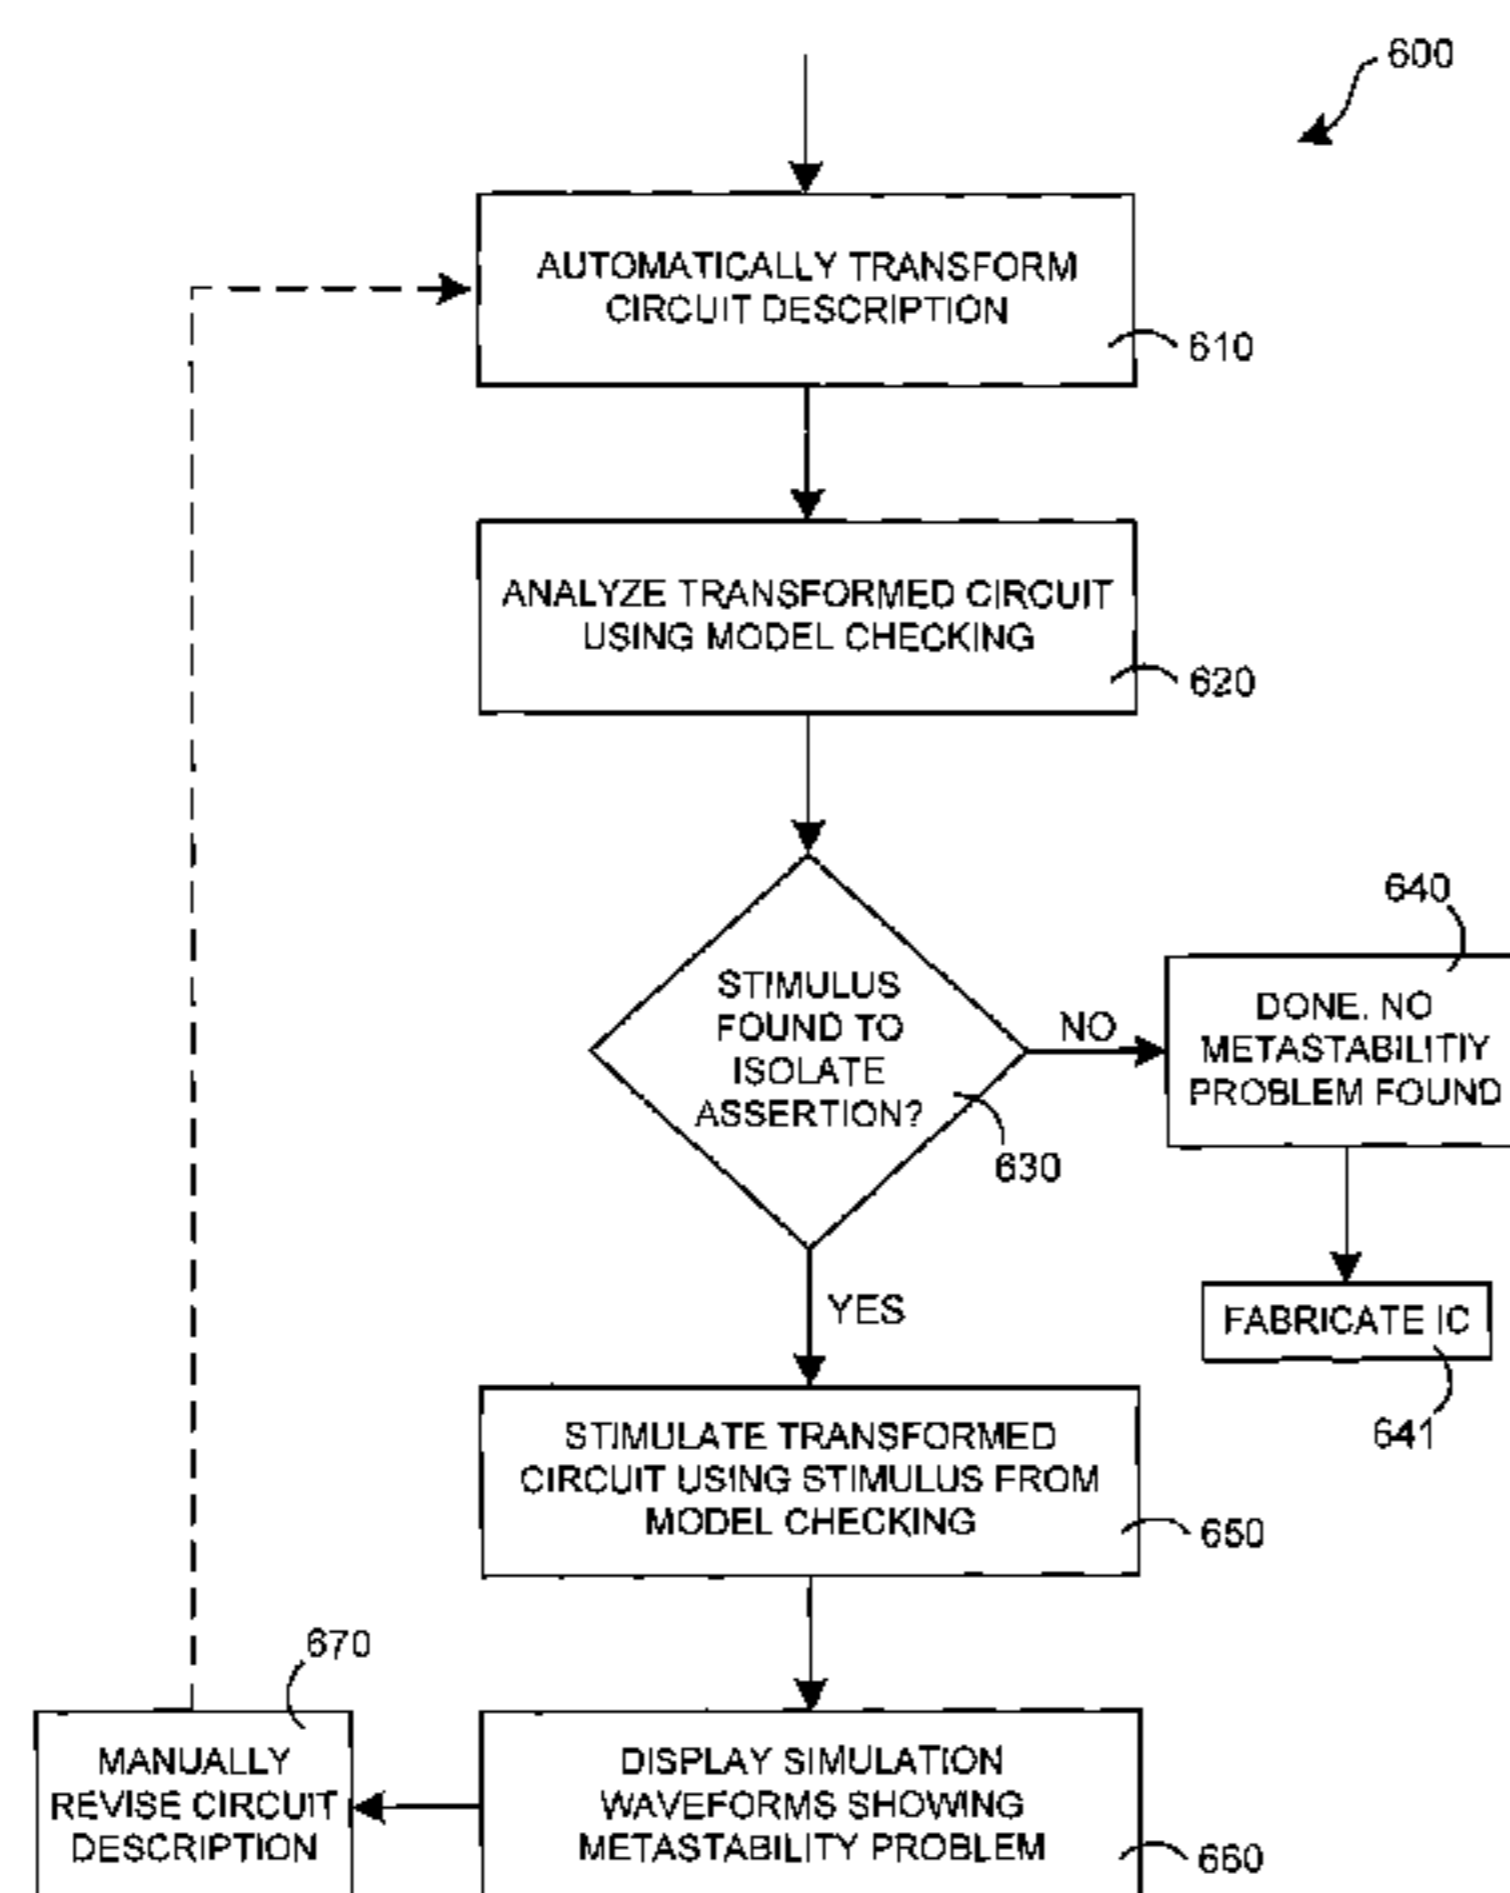 600
AUTOMATICALLY TRANSFORM
CIRCUIT DESCRIPTION
610
ANALYZE TRANSFORMED CIRCUIT
USING MODEL CHECKING
620
STIMULUS
FOUND TO
ISOLATE
ASSERTION?
630
NO
640
DONE. NO
METASTABILITIY
PROBLEM FOUND
YES
FABRICATE IC
641
STIMULATE TRANSFORMED
CIRCUIT USING STIMULUS FROM
MODEL CHECKING
650
670
MANUALLY
REVISE CIRCUIT
DESCRIPTION
DISPLAY SIMULATION
WAVEFORMS SHOWING
METASTABILITY PROBLEM
660